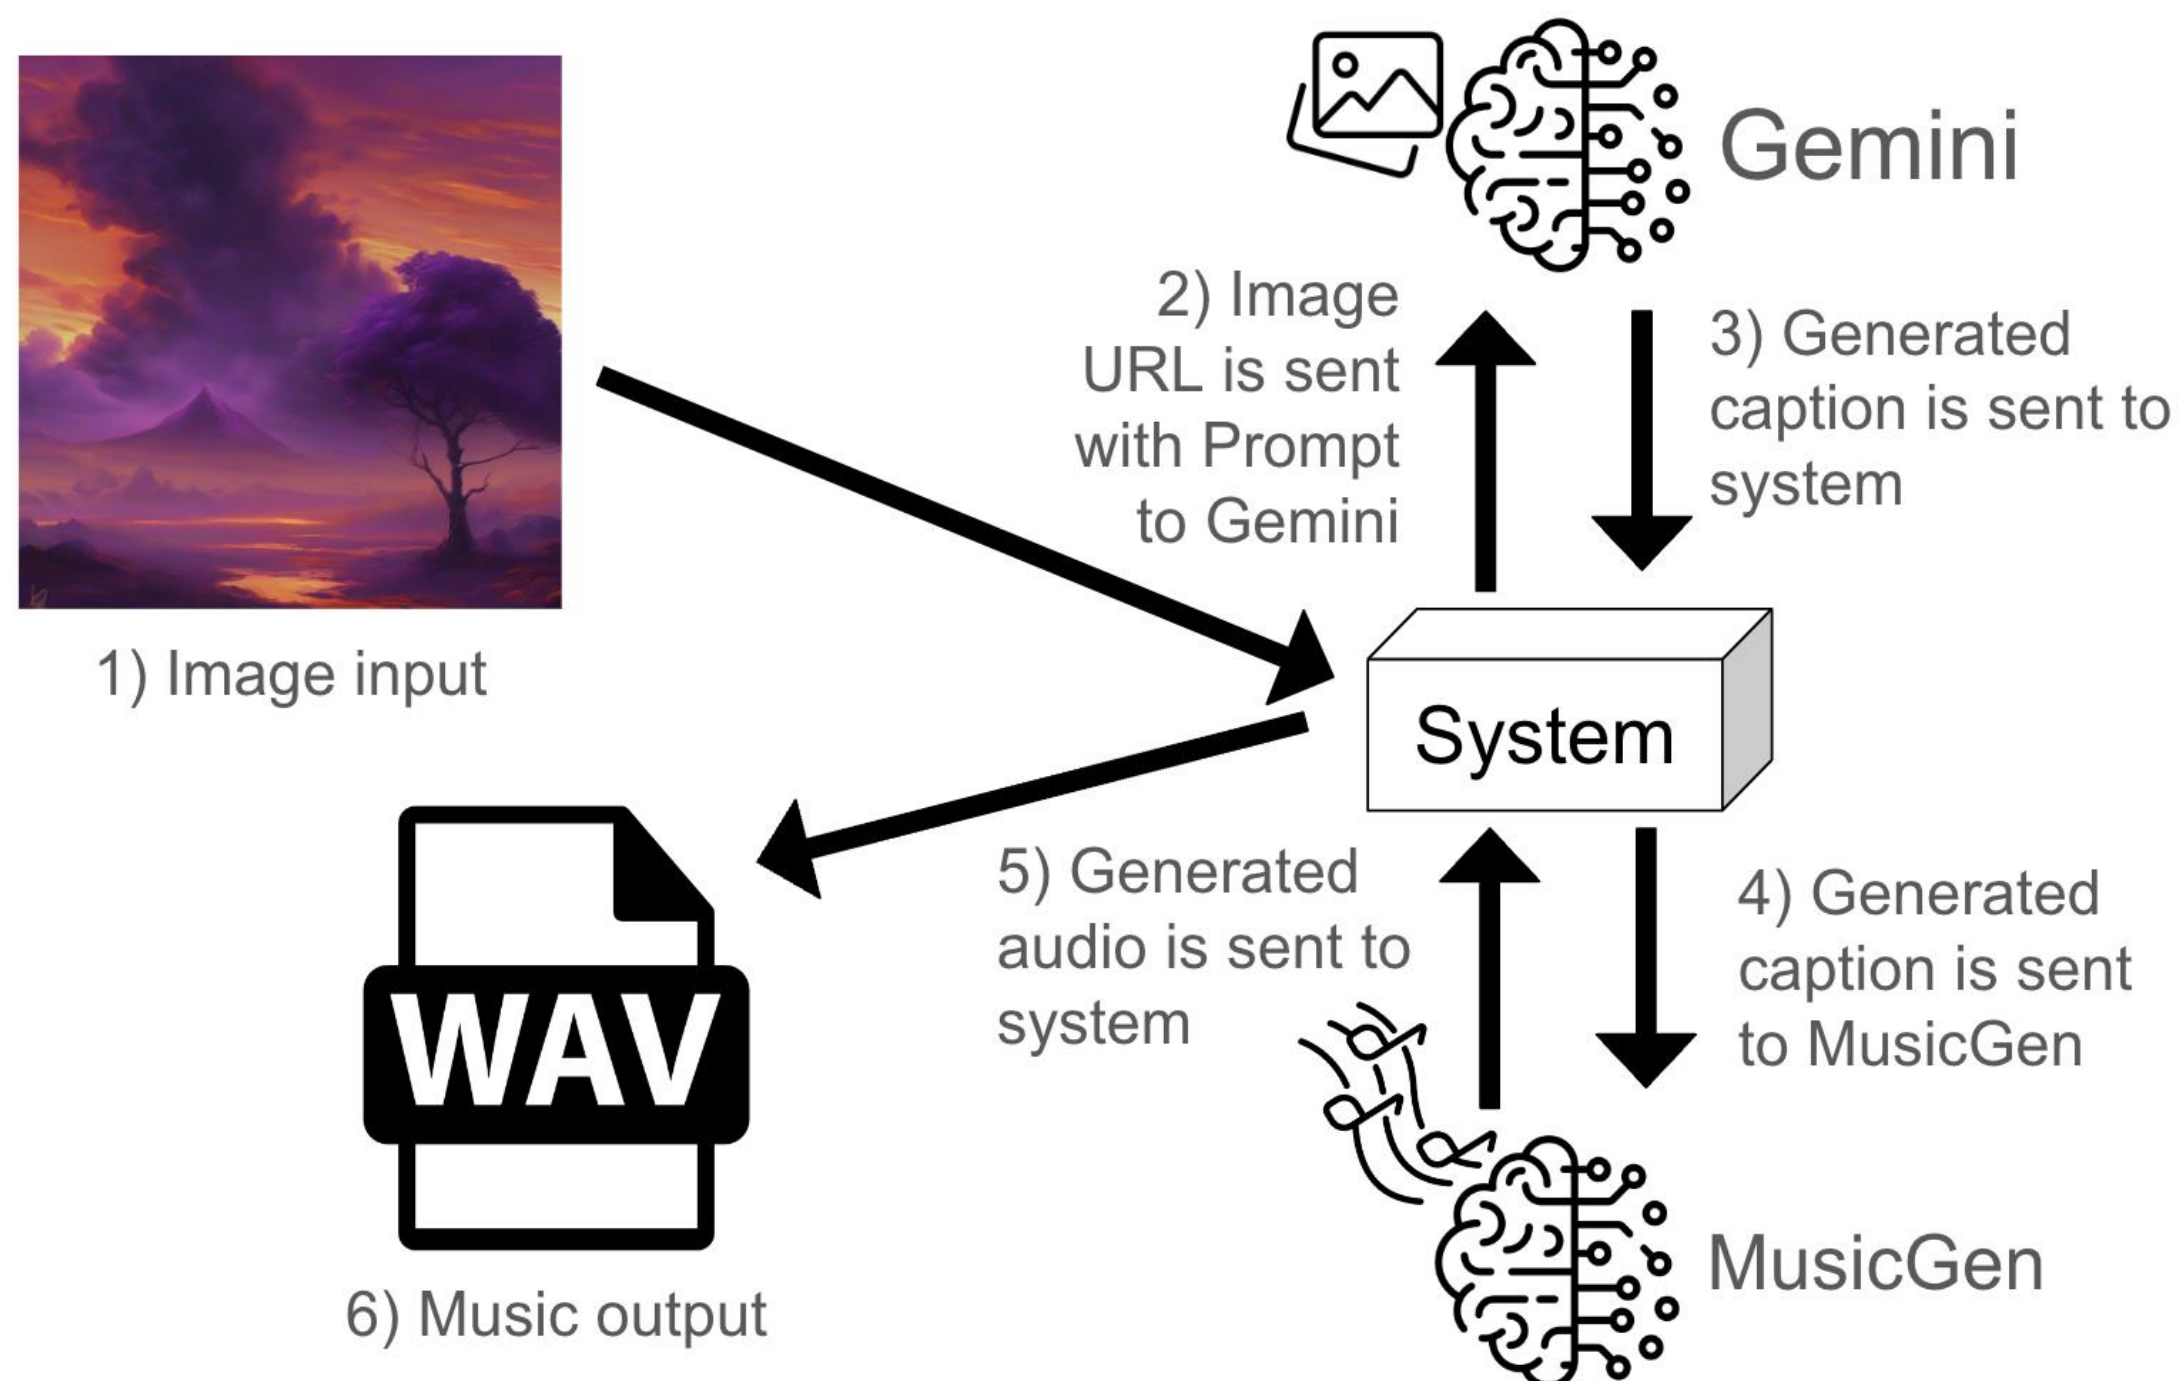 Gemini
2) Image
URL is sent
with Prompt
to Gemini
3) Generated
caption is sent to
system
1) Image input
System
5) Generated
audio is sent to
system
4) Generated
caption is sent
to MusicGen
WAV
MusicGen
6) Music output